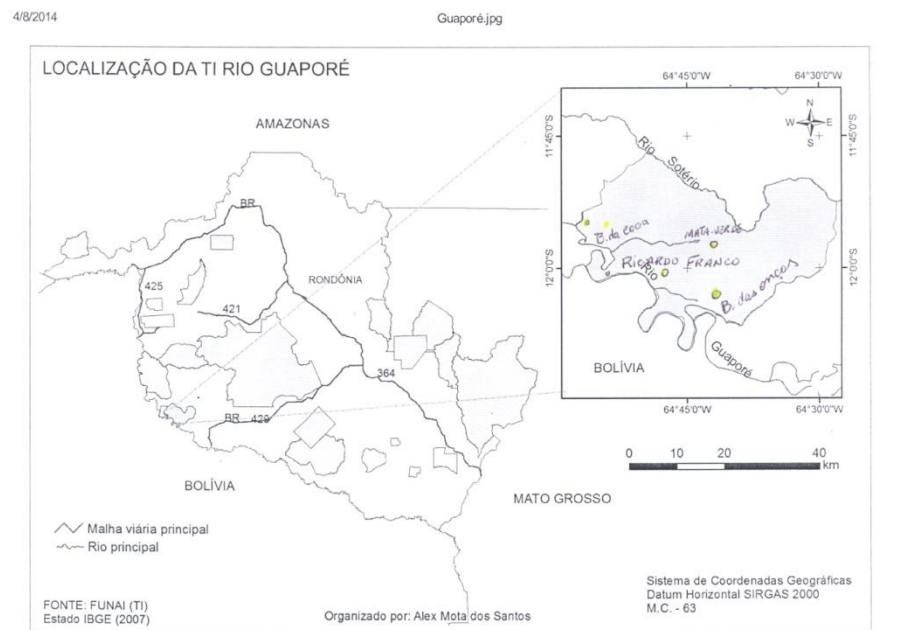 4/8/2014
Guaporé.jpg
LOCALIZAÇÃO DA TI RIO GUAPORÉ
AMAZONAS
BR
RONDÔNIA
425
421
364
BR 429
BOLÍVIA
MATO GROSSO
64°45'0"W
64°30'0"W
11°45'0"S
11°45'0"S
N
W
E
S
Rio Sotério
B. da coca
MATA-VERDE
RICARDO FRANCO
Rio
B. das onças
12°0'0"S
12°0'0"S
Guaporé
BOLÍVIA
64°45'0"W
64°30'0"W
0 10 20 40
km
Malha viária principal
Rio principal
FONTE: FUNAI (TI)
Estado IBGE (2007)
Organizado por: Alex Mota dos Santos
Sistema de Coordenadas Geográficas
Datum Horizontal SIRGAS 2000
M.C. - 63